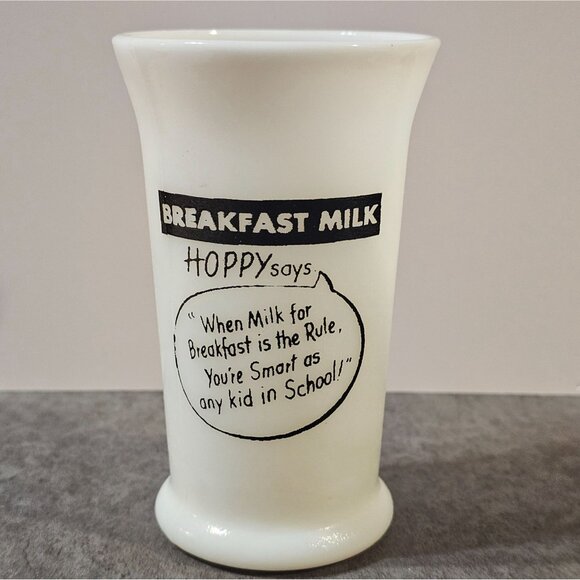 BREAKFAST MILK
HOPPY says
"When Milk for
Breakfast is the Rule,
You're Smart as
any kid in School!"